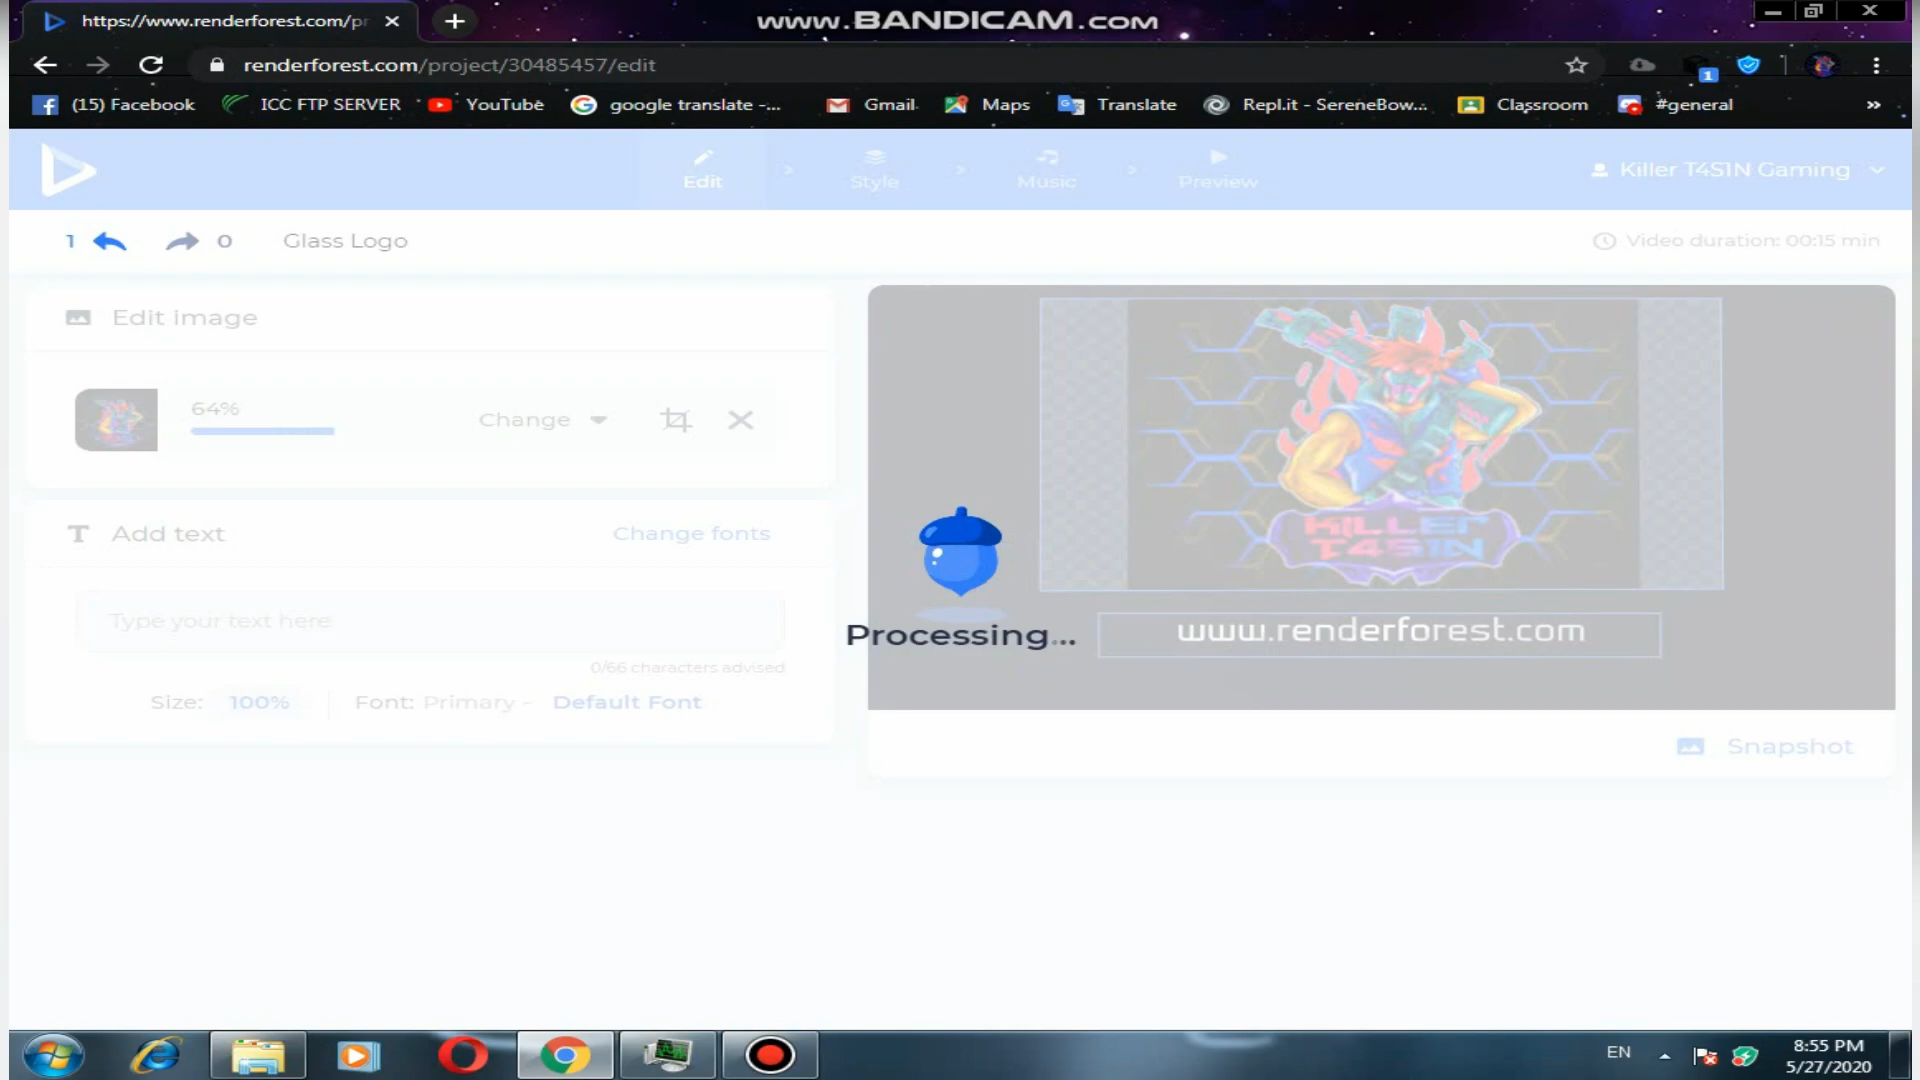 https://www.renderforest.com/pr
www.BANDICAM.com
renderforest.com/project/30485457/edit
1
(15) Facebook
ICC FTP SERVER
YouTube
google translate -...
Gmail
Maps
Translate
Repl.it - SereneBow...
Classroom
#general
»
Edit
Style
Music
Preview
Killer T4S1N Gaming
1
0
Glass Logo
Video duration: 00:15 min
Edit image
64%
Change
Add text
Change fonts
Type your text here
0/66 characters advised
Size: 100%
Font: Primary - Default Font
KILLER
T4S1N
Processing...
www.renderforest.com
Snapshot
EN
8:55 PM
5/27/2020